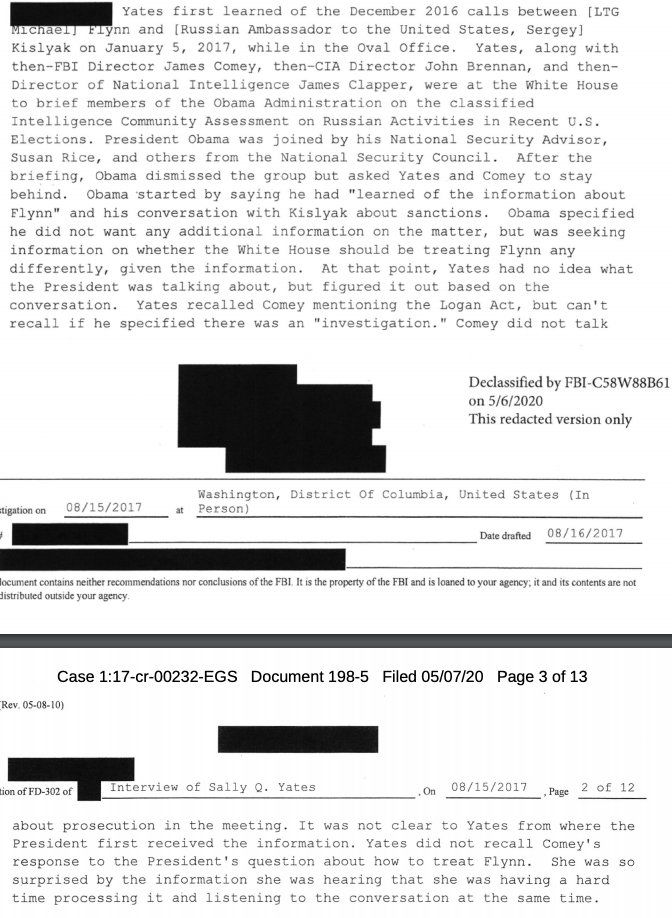 Yates first learned of the December 2016 calls between [LTG
Michael] Flynn and [Russian Ambassador to the United States, Sergey]
Kislyak on January 5, 2017, while in the Oval Office. Yates, along with
then-FBI Director James Comey, then-CIA Director John Brennan, and then-
Director of National Intelligence James Clapper, were at the White House
to brief members of the Obama Administration on the classified
Intelligence Community Assessment on Russian Activities in Recent U.S.
Elections. President Obama was joined by his National Security Advisor,
Susan Rice, and others from the National Security Council. After the
briefing, Obama dismissed the group but asked Yates and Comey to stay
behind. Obama started by saying he had "learned of the information about
Flynn" and his conversation with Kislyak about sanctions. Obama specified
he did not want any additional information on the matter, but was seeking
information on whether the White House should be treating Flynn any
differently, given the information. At that point, Yates had no idea what
the President was talking about, but figured it out based on the
conversation. Yates recalled Comey mentioning the Logan Act, but can't
recall if he specified there was an "investigation." Comey did not talk
Declassified by FBI-C58W88B61
on 5/6/2020
This redacted version only
stigation on 08/15/2017 at Washington, District Of Columbia, United States (In
Person)
# Date drafted 08/16/2017
document contains neither recommendations nor conclusions of the FBI. It is the property of the FBI and is loaned to your agency; it and its contents are not
distributed outside your agency.
Case 1:17-cr-00232-EGS Document 198-5 Filed 05/07/20 Page 3 of 13
(Rev. 05-08-10)
tion of FD-302 of Interview of Sally Q. Yates , On 08/15/2017 , Page 2 of 12
about prosecution in the meeting. It was not clear to Yates from where the
President first received the information. Yates did not recall Comey's
response to the President's question about how to treat Flynn. She was so
surprised by the information she was hearing that she was having a hard
time processing it and listening to the conversation at the same time.